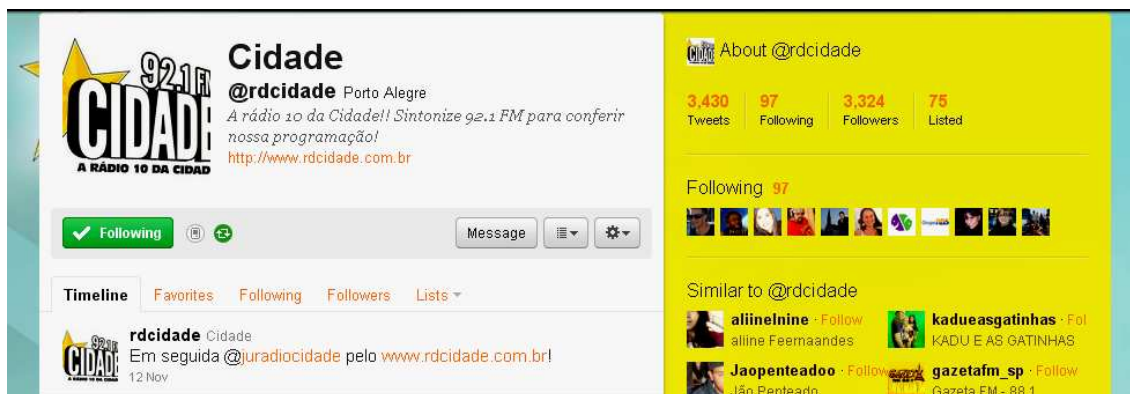 92.1 FM
CIDADE
A RÁDIO 10 DA CIDAD
Cidade
@rdcidade Porto Alegre
A rádio 10 da Cidade!! Sintonize 92.1 FM para conferir
nossa programação!
http://www.rdcidade.com.br
Following
Message
Timeline Favorites Following Followers Lists
rdcidade Cidade
Em seguida @juradiocidade pelo www.rdcidade.com.br!
12 Nov
About @rdcidade
3,430 97 3,324 75
Tweets Following Followers Listed
Following 97
Similar to @rdcidade
aliinelnine · Follow
aliine Feernaandes
kadueasgatinhas · Fol
KADU E AS GATINHAS
Jaopenteadoo · Follow
Jão Penteado
gazetafm_sp · Follow
Gazeta FM - 88.1